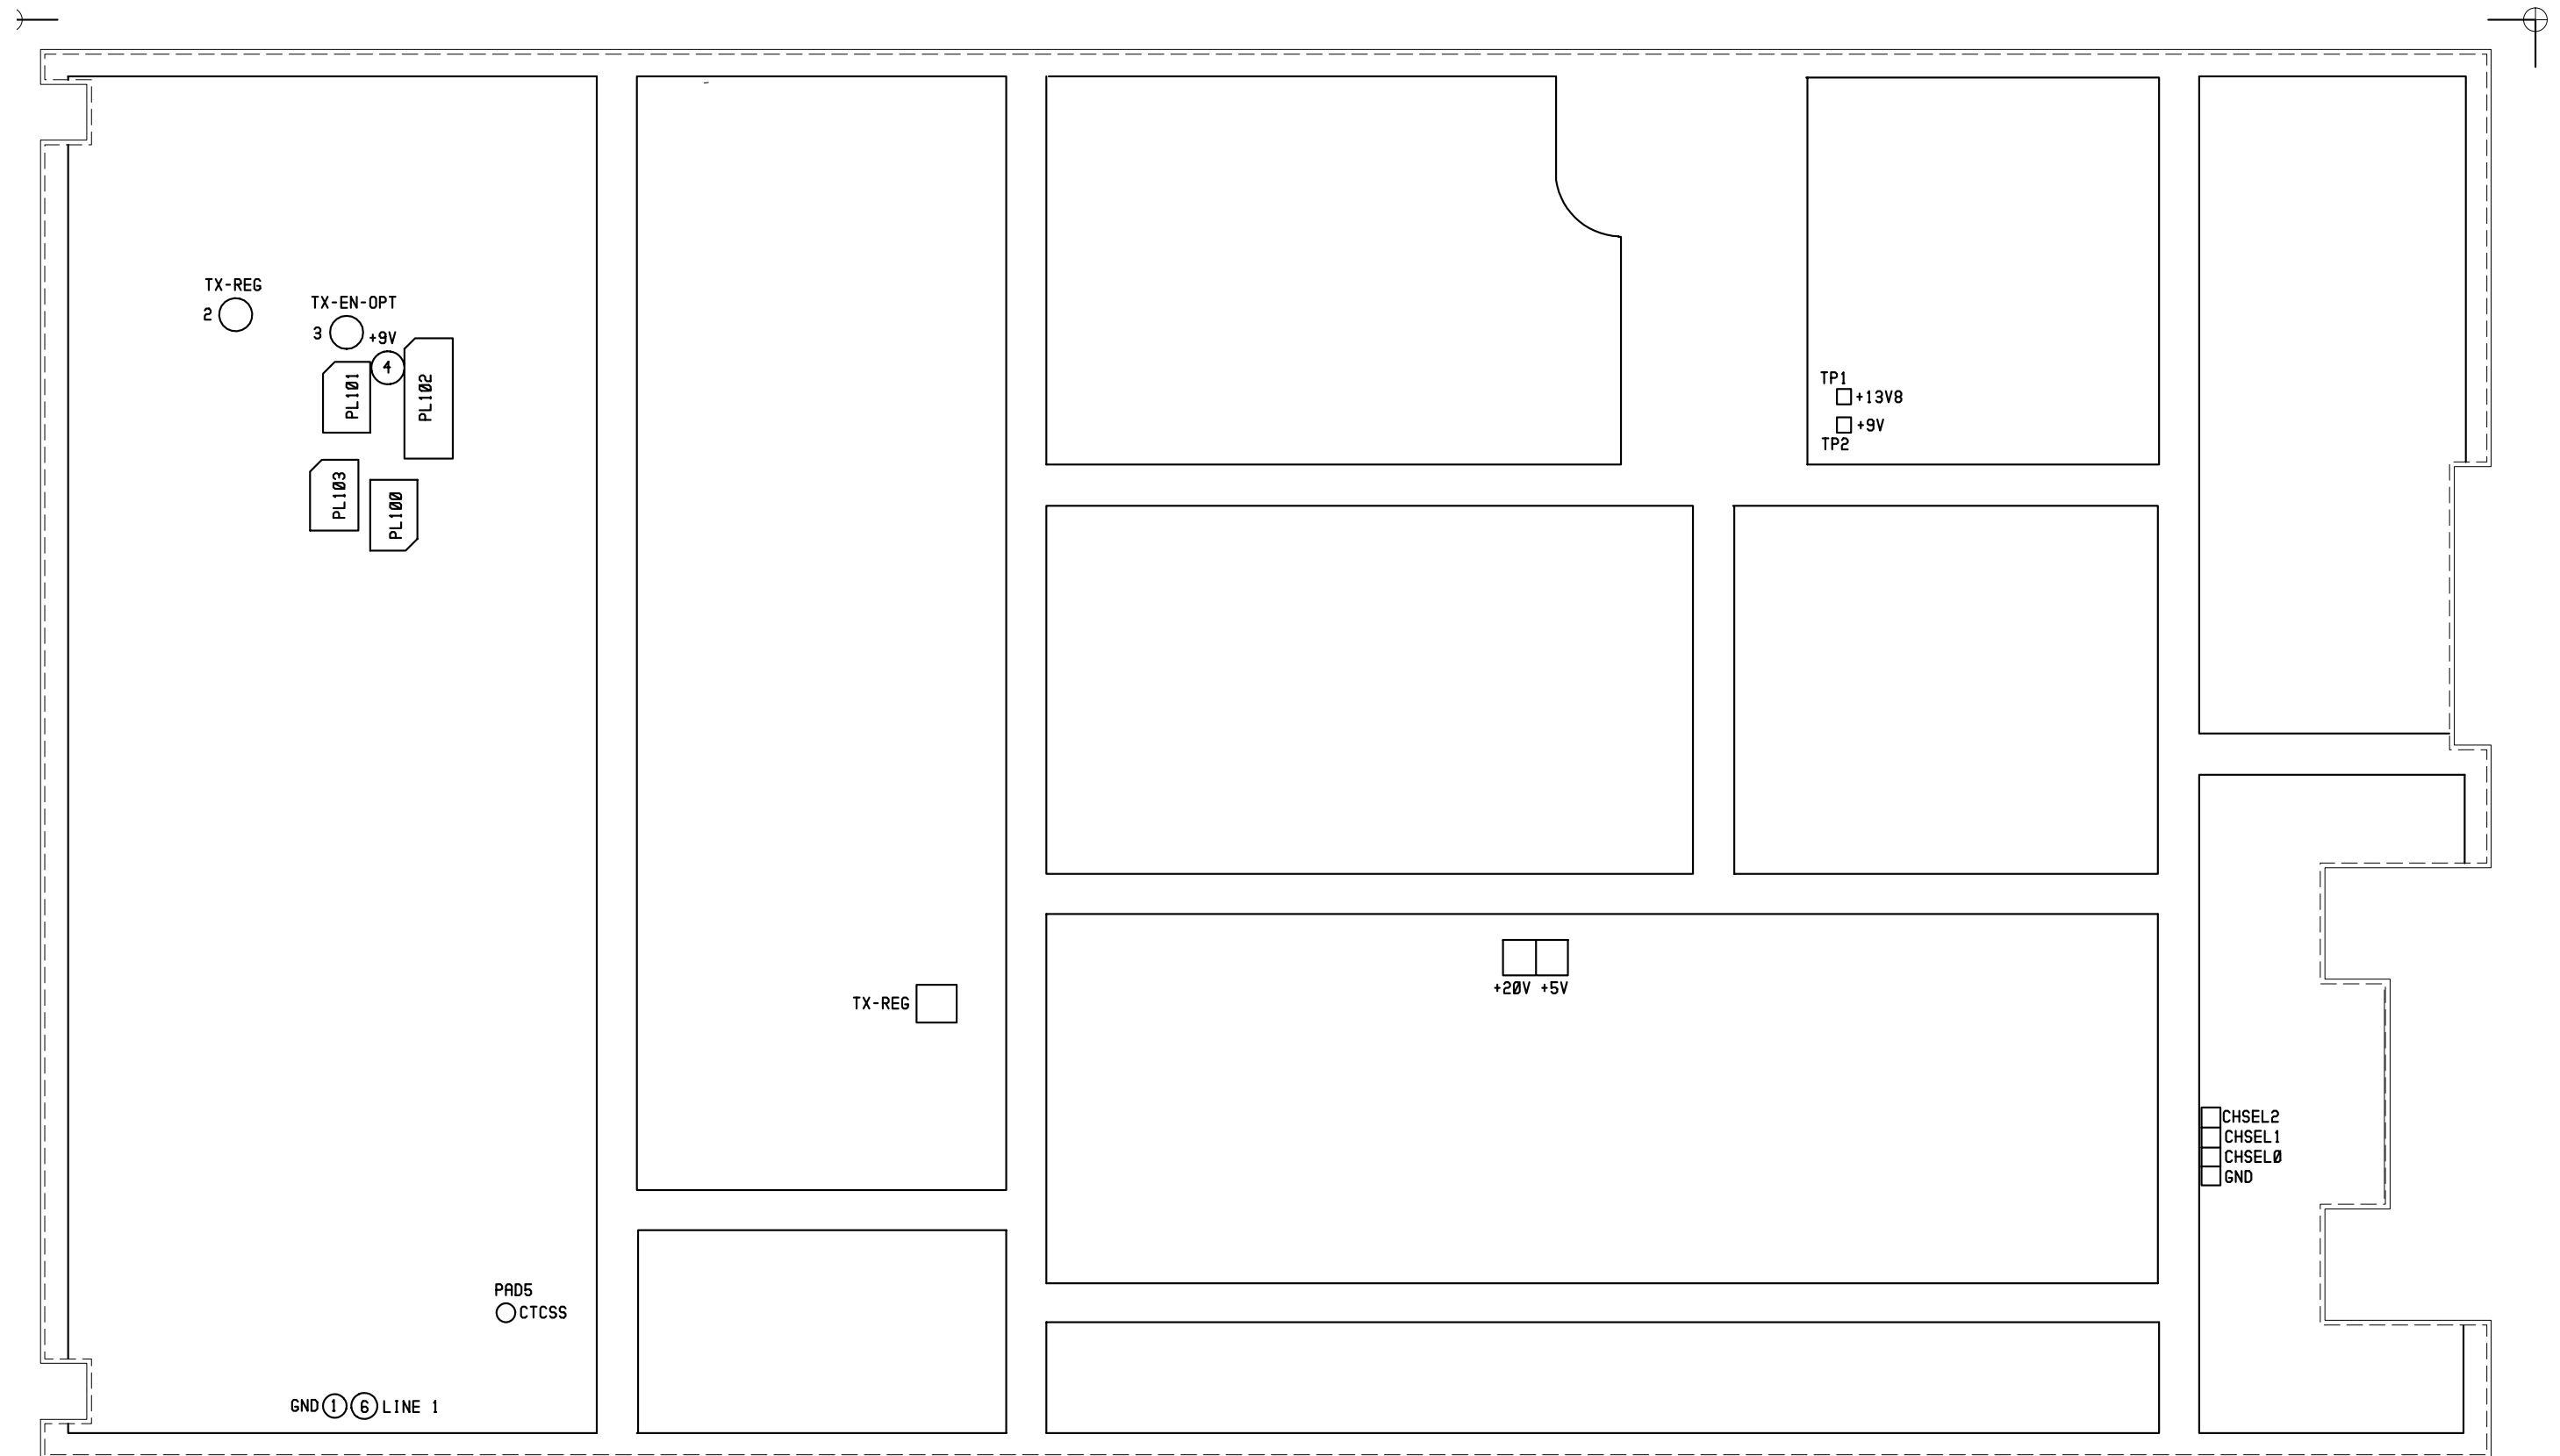 TX-REG
2
TX-EN-OPT
3
+9V
4
PL101
PL102
PL103
PL100
TP1
+13V8
+9V
TP2
+20V +5V
TX-REG
CHSEL2
CHSEL1
CHSEL0
GND
PAD5
CTCSS
GND 1 6 LINE 1